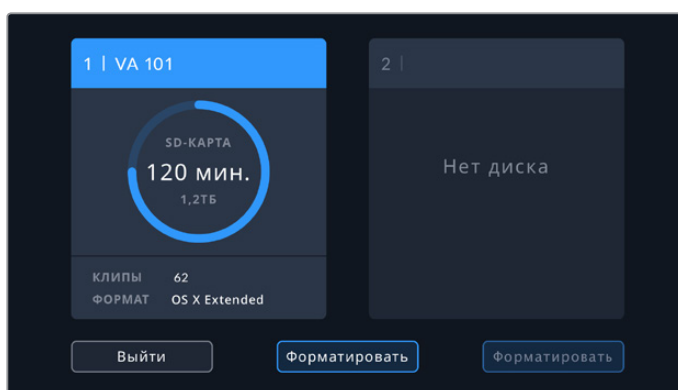 1 | VA 101
SD-КАРТА
120 мин.
1,2ТБ
КЛИПЫ 62
ФОРМАТ OS X Extended
2 |
Нет диска
Выйти
Форматировать
Форматировать